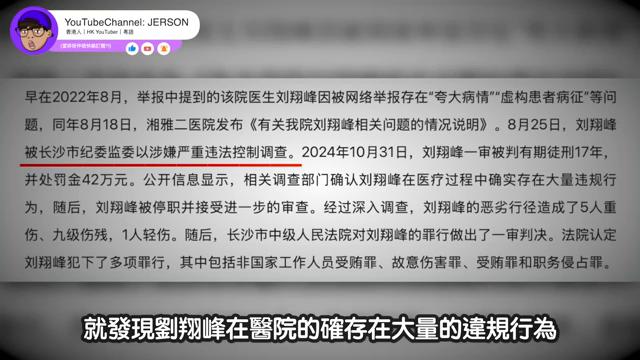 YouTubeChannel: JERSON
香港人｜HK YouTuber｜粵語
早在2022年8月，举报中提到的该院医生刘翔峰因被网络举报存在“夸大病情”“虚构患者病征”等问
题，同年8月18日，湘雅二医院发布《有关我院刘翔峰相关问题的情况说明》。8月25日，刘翔峰
被长沙市纪委监委以涉嫌严重违法控制调查。2024年10月31日，刘翔峰一审被判有期徒刑17年，
并处罚金42万元。公开信息显示，相关调查部门确认刘翔峰在医疗过程中确实存在大量违规行
为，随后，刘翔峰被停职并接受进一步的审查。经过深入调查，刘翔峰的恶劣行径造成了5人重
伤、九级伤残，1人轻伤。随后，长沙市中级人民法院对刘翔峰的罪行做出了一审判决。法院认定
刘翔峰犯下了多项罪行，其中包括非国家工作人员受贿罪、故意伤害罪、受贿罪和职务侵占罪。
就發現劉翔峰在醫院的確存在大量的違規行為